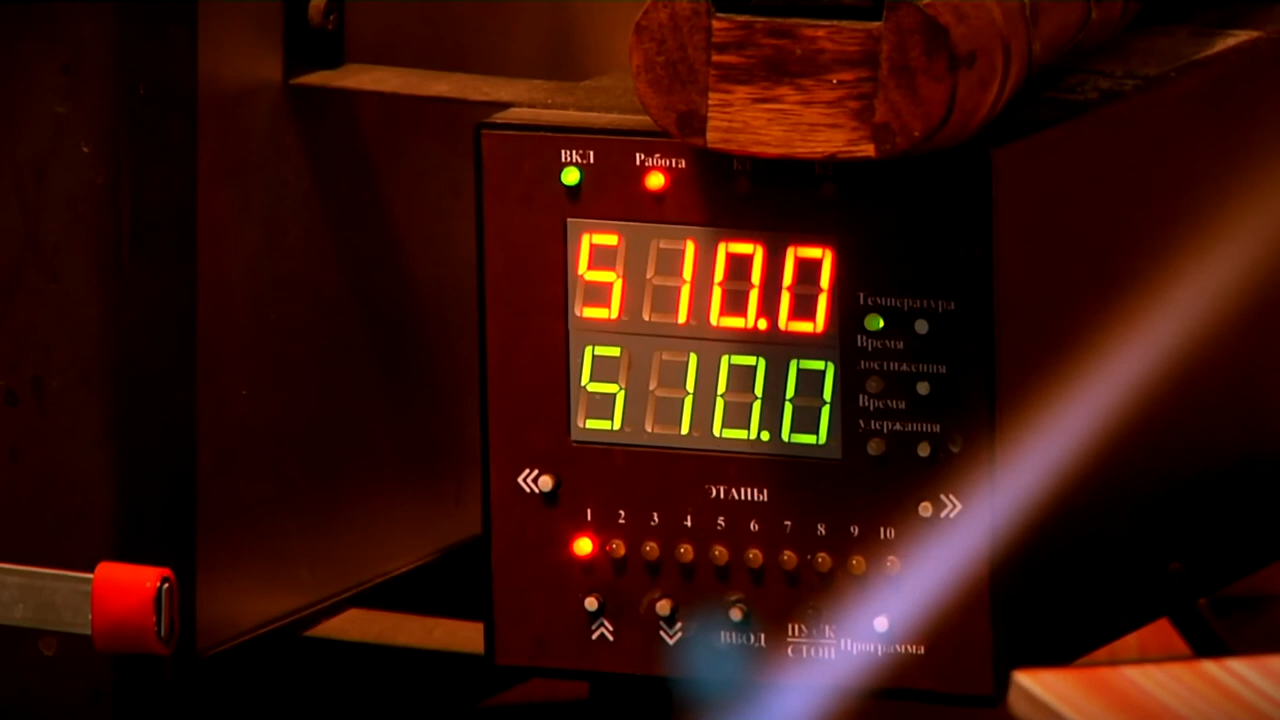 ВКЛ Работа
510.0
510.0
Температура
Время
достижения
Время
удержания
ЭТАПЫ
1 2 3 4 5 6 7 8 9 10
ВВОД
ПУСК
СТОП
Программа